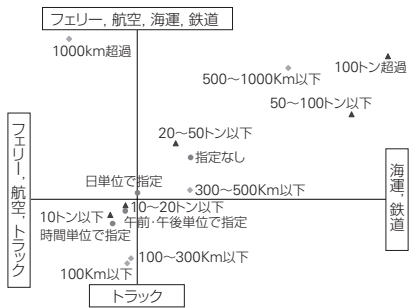 フェリー, 航空, 海運, 鉄道
1000km超過
100トン超過
500～1000Km以下
50～100トン以下
20～50トン以下
指定なし
日単位で指定
300～500Km以下
フェリー, 航空, トラック
海運, 鉄道
10トン以下
10～20トン以下
午前・午後単位で指定
時間単位で指定
100～300Km以下
100Km以下
トラック